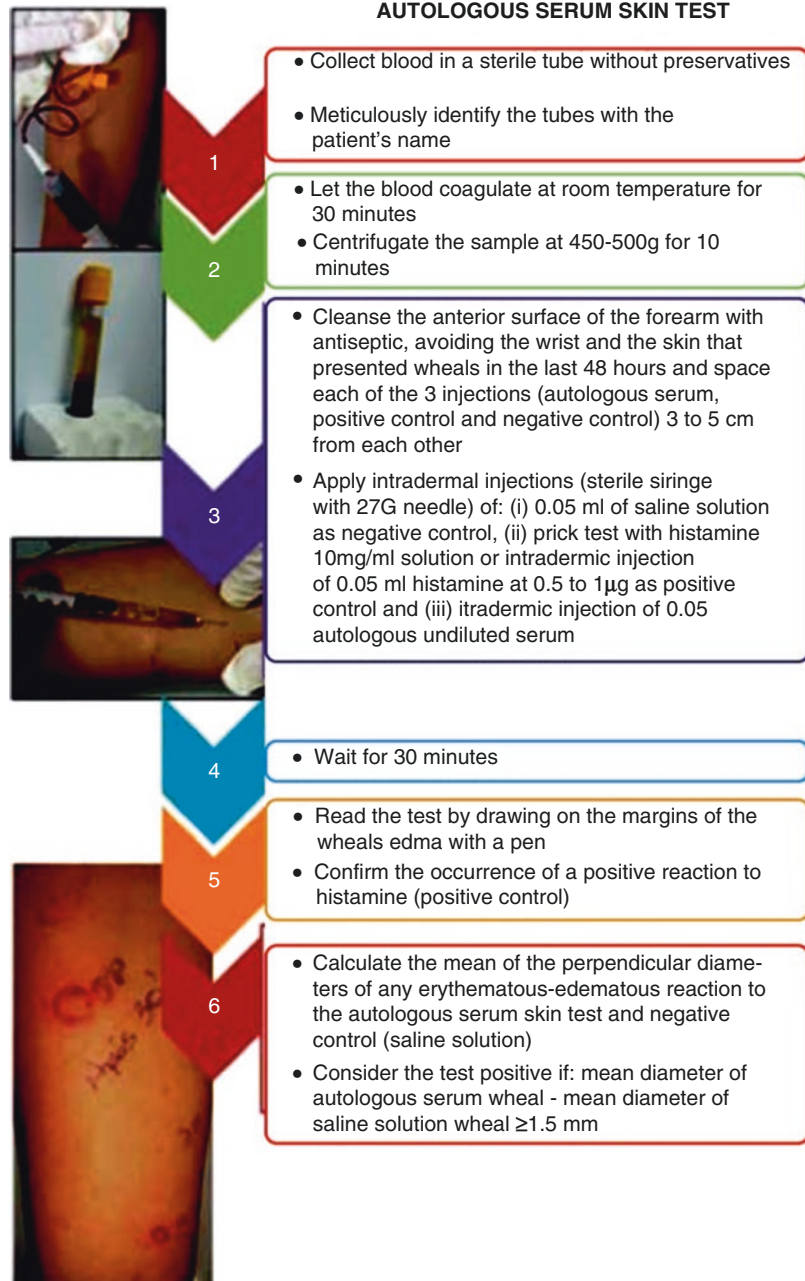 AUTOLOGOUS SERUM SKIN TEST
1
• Collect blood in a sterile tube without preservatives
• Meticulously identify the tubes with the
patient's name
2
• Let the blood coagulate at room temperature for
30 minutes
• Centrifugate the sample at 450-500g for 10
minutes
3
• Cleanse the anterior surface of the forearm with
antiseptic, avoiding the wrist and the skin that
presented wheals in the last 48 hours and space
each of the 3 injections (autologous serum,
positive control and negative control) 3 to 5 cm
from each other
• Apply intradermal injections (sterile siringe
with 27G needle) of: (i) 0.05 ml of saline solution
as negative control, (ii) prick test with histamine
10mg/ml solution or intradermic injection
of 0.05 ml histamine at 0.5 to 1µg as positive
control and (iii) itradermic injection of 0.05
autologous undiluted serum
4
• Wait for 30 minutes
5
• Read the test by drawing on the margins of the
wheals edma with a pen
• Confirm the occurrence of a positive reaction to
histamine (positive control)
6
• Calculate the mean of the perpendicular diame-
ters of any erythematous-edematous reaction to
the autologous serum skin test and negative
control (saline solution)
• Consider the test positive if: mean diameter of
autologous serum wheal - mean diameter of
saline solution wheal ≥1.5 mm